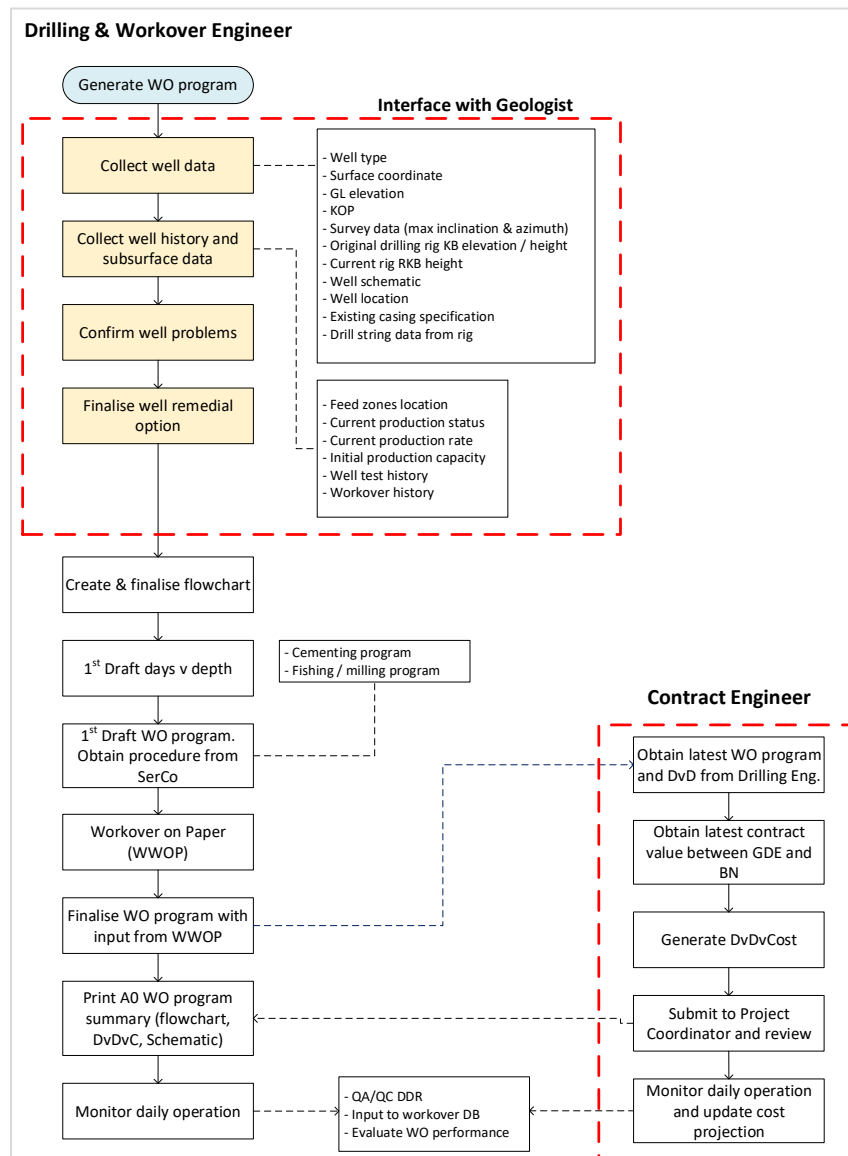 Drilling & Workover Engineer
Generate WO program
Interface with Geologist
Collect well data
- Well type
- Surface coordinate
- GL elevation
- KOP
- Survey data (max inclination & azimuth)
- Original drilling rig KB elevation / height
- Current rig RKB height
- Well schematic
- Well location
- Existing casing specification
- Drill string data from rig
Collect well history and
subsurface data
Confirm well problems
Finalise well remedial
option
- Feed zones location
- Current production status
- Current production rate
- Initial production capacity
- Well test history
- Workover history
Create & finalise flowchart
1st Draft days v depth
- Cementing program
- Fishing / milling program
1st Draft WO program.
Obtain procedure from
SerCo
Workover on Paper
(WWOP)
Finalise WO program with
input from WWOP
Print A0 WO program
summary (flowchart,
DvDvC, Schematic)
Monitor daily operation
- QA/QC DDR
- Input to workover DB
- Evaluate WO performance
Contract Engineer
Obtain latest WO program
and DvD from Drilling Eng.
Obtain latest contract
value between GDE and
BN
Generate DvDvCost
Submit to Project
Coordinator and review
Monitor daily operation
and update cost
projection